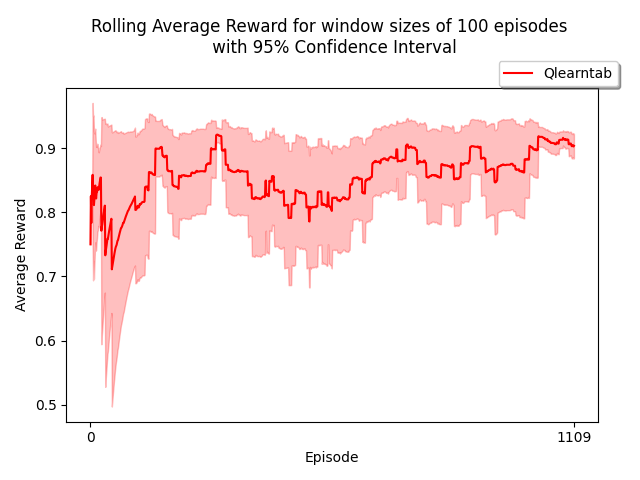 Rolling Average Reward for window sizes of 100 episodes
with 95% Confidence Interval
Qlearntab
Average Reward
0.9
0.8
0.7
0.6
0.5
0 1109
Episode